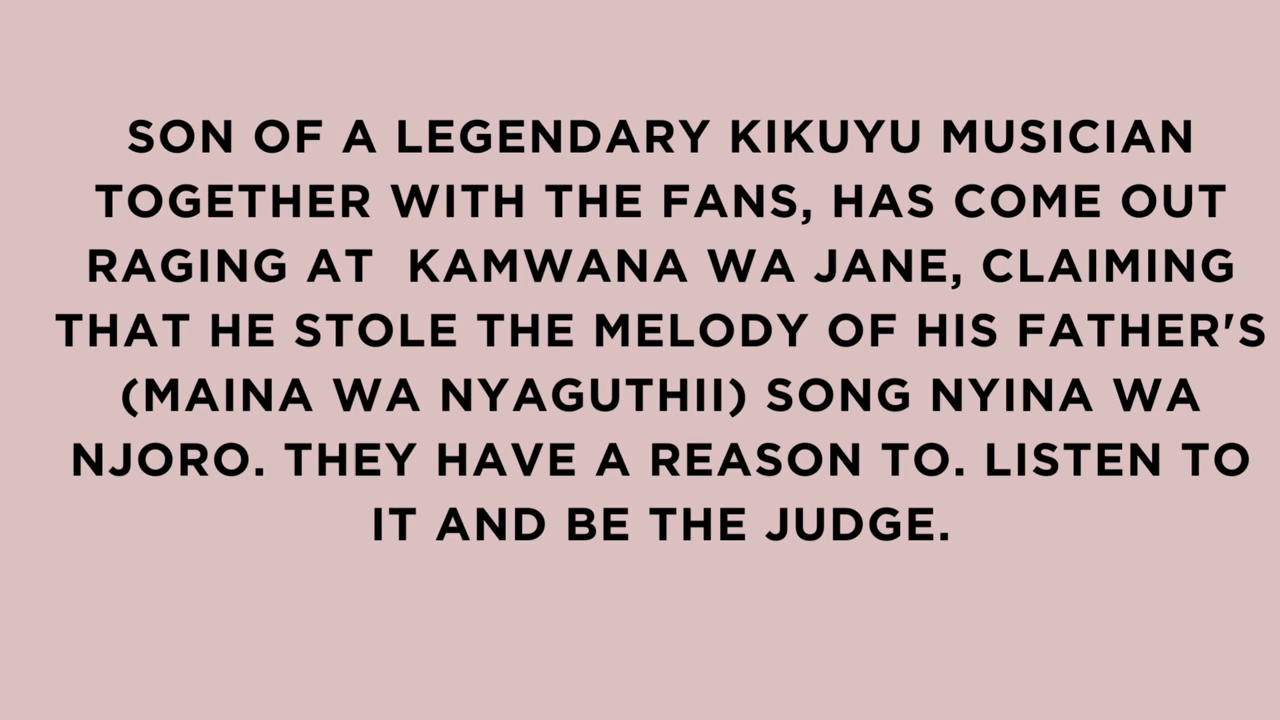 SON OF A LEGENDARY KIKUYU MUSICIAN
TOGETHER WITH THE FANS, HAS COME OUT
RAGING AT  KAMWANA WA JANE, CLAIMING
THAT HE STOLE THE MELODY OF HIS FATHER'S
(MAINA WA NYAGUTHII) SONG NYINA WA
NJORO. THEY HAVE A REASON TO. LISTEN TO
IT AND BE THE JUDGE.